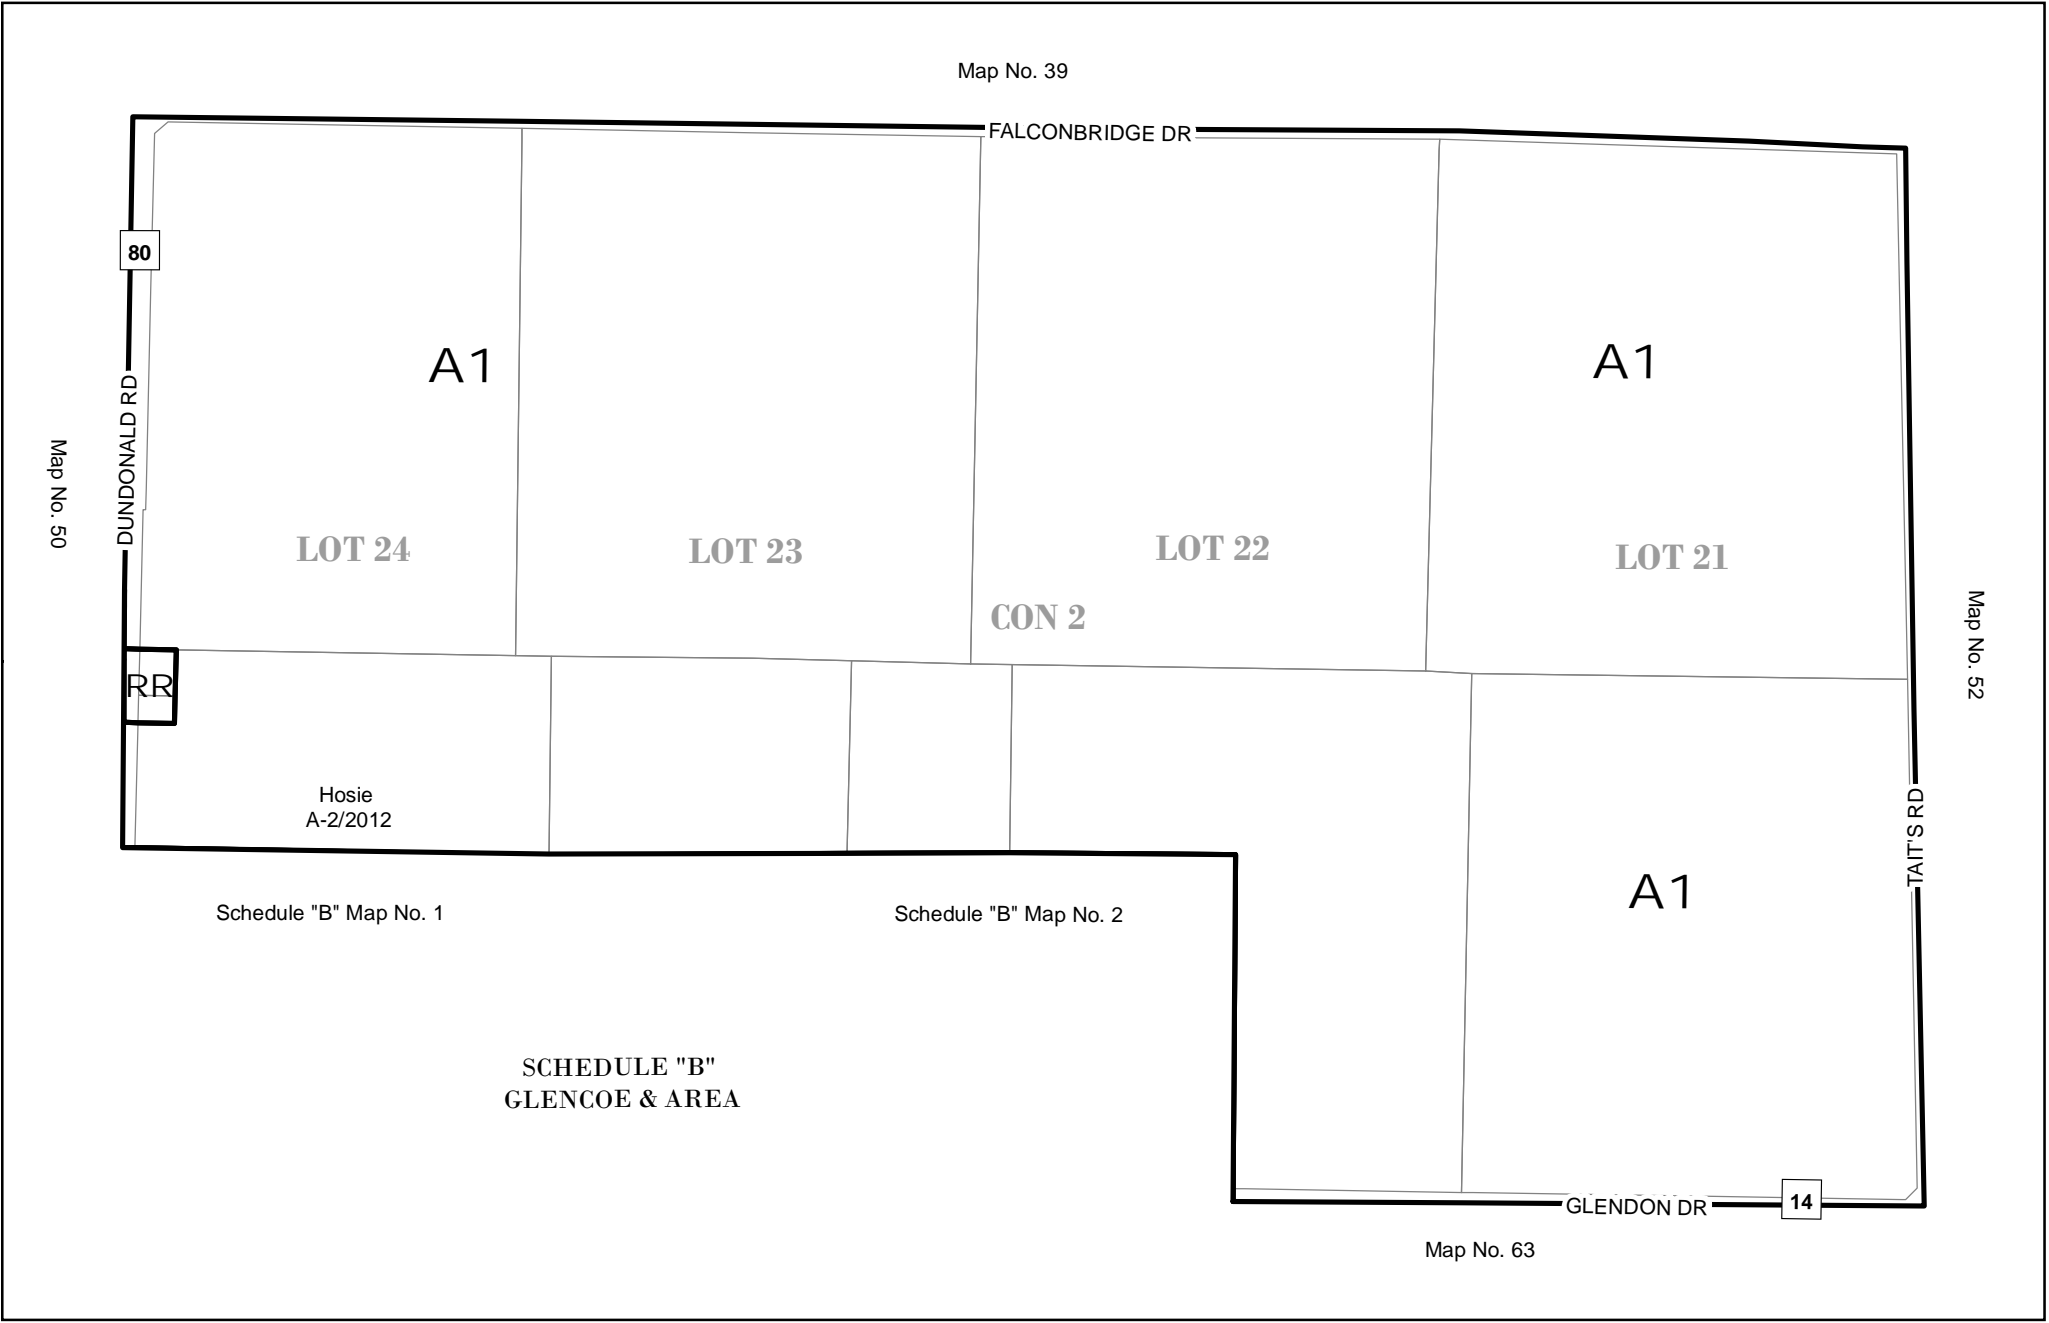 Map No. 39
FALCONBRIDGE DR
80
A1
A1
DUNDONALD RD
Map No. 50
LOT 24
LOT 23
LOT 22
LOT 21
CON 2
Map No. 52
RR
Hosie
A-2/2012
TAIT'S RD
A1
Schedule "B" Map No. 1
Schedule "B" Map No. 2
SCHEDULE "B"
GLENCOE & AREA
GLENDON DR
14
Map No. 63